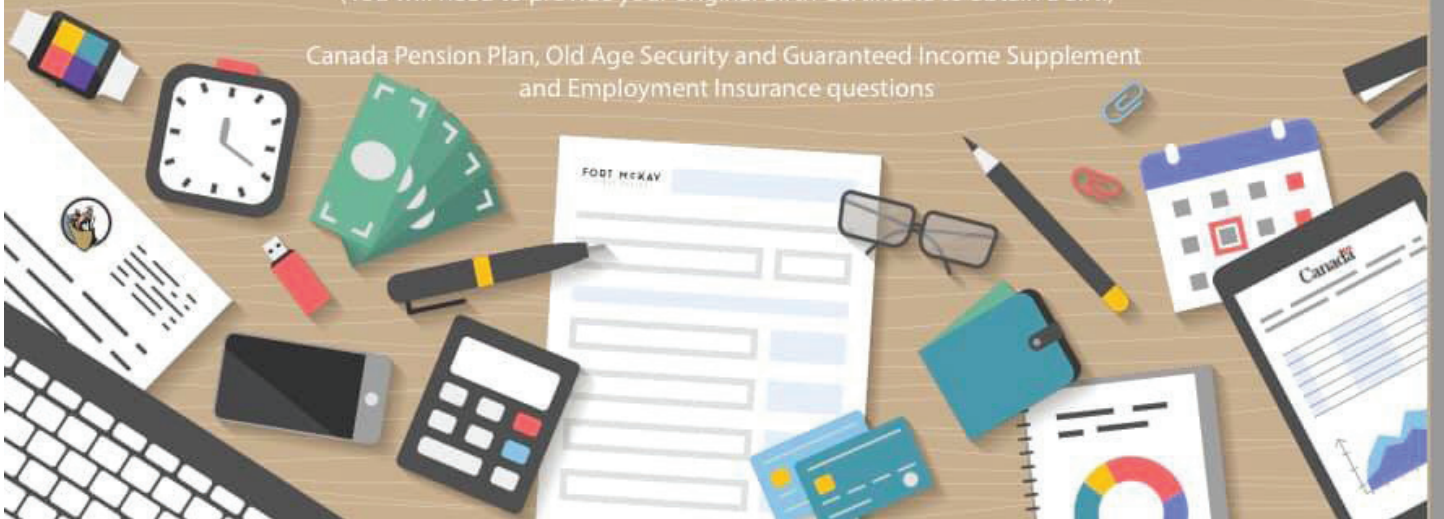 Canada Pension Plan, Old Age Security and Guaranteed Income Supplement
and Employment Insurance questions
FORT McKAY
Canada